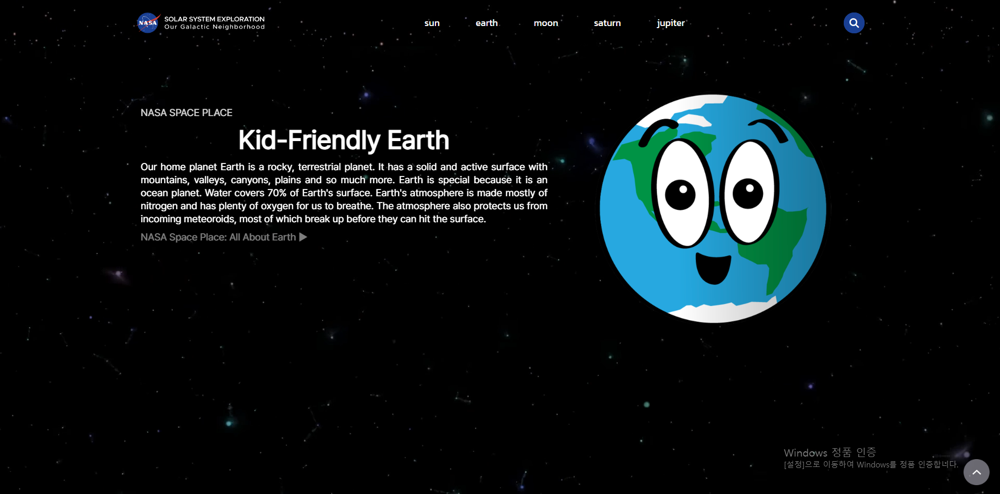 NASA
SOLAR SYSTEM EXPLORATION
Our Galactic Neighborhood
sun
earth
moon
saturn
jupiter
NASA SPACE PLACE
Kid-Friendly Earth
Our home planet Earth is a rocky, terrestrial planet. It has a solid and active surface with
mountains, valleys, canyons, plains and so much more. Earth is special because it is an
ocean planet. Water covers 70% of Earth's surface. Earth's atmosphere is made mostly of
nitrogen and has plenty of oxygen for us to breathe. The atmosphere also protects us from
incoming meteoroids, most of which break up before they can hit the surface.
NASA Space Place: All About Earth ▶
Windows 정품 인증
[설정]으로 이동하여 Windows를 정품 인증합니다.